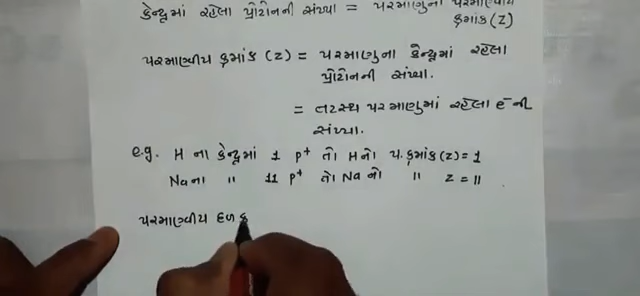 કેન્દ્રમાં રહેલા પ્રોટોનની સંખ્યા = પરમાણુના પરમાણ્વીય
ક્રમાંક (Z)
પરમાણ્વીય ક્રમાંક (Z) = પરમાણુના કેન્દ્રમાં રહેલા
પ્રોટોનની સંખ્યા.
= તટસ્થ પરમાણુમાં રહેલા e⁻ ની
સંખ્યા.
e.g. H ના કેન્દ્રમાં 1 p⁺ તો H નો પ. ક્રમાંક (Z) = 1
Na ના " 11 p⁺ તો Na નો " Z = 11
પરમાણ્વીય દળ ક્ર